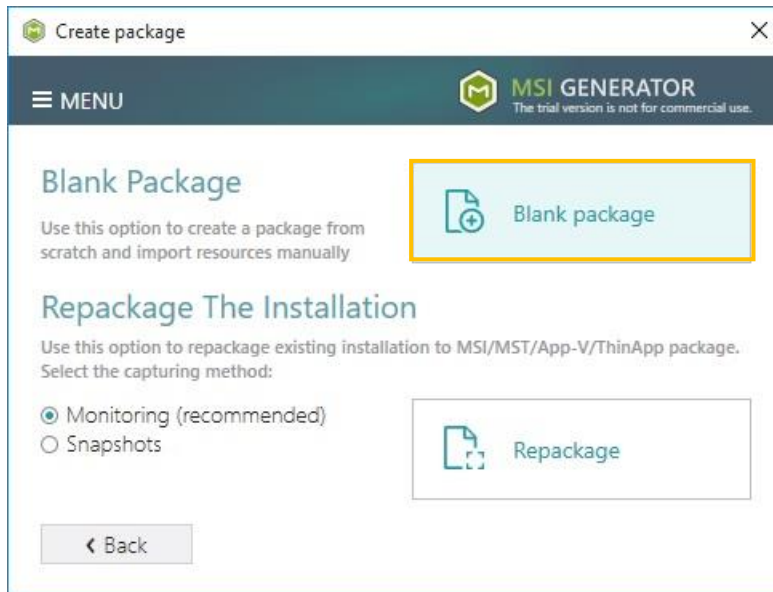 Create package
MENU
MSI GENERATOR
The trial version is not for commercial use.
Blank Package
Use this option to create a package from
scratch and import resources manually
Blank package
Repackage The Installation
Use this option to repackage existing installation to MSI/MST/App-V/ThinApp package.
Select the capturing method:
Monitoring (recommended)
Snapshots
Repackage
Back